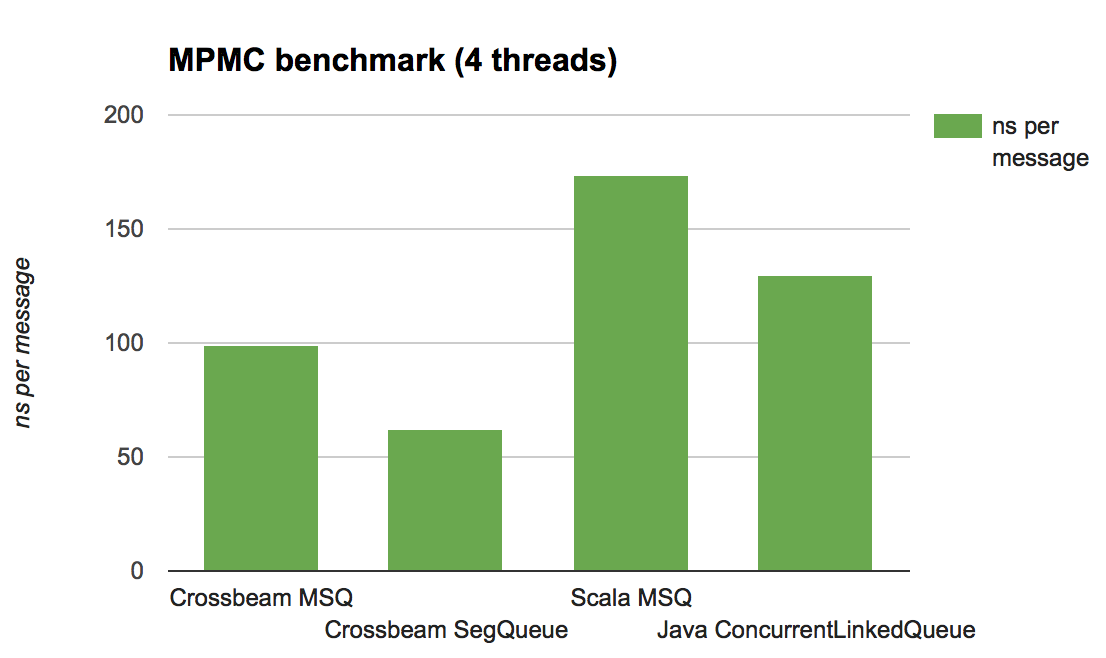 MPMC benchmark (4 threads)
200
150
100
50
0
ns per message
ns per
message
Crossbeam MSQ
Crossbeam SegQueue
Scala MSQ
Java ConcurrentLinkedQueue